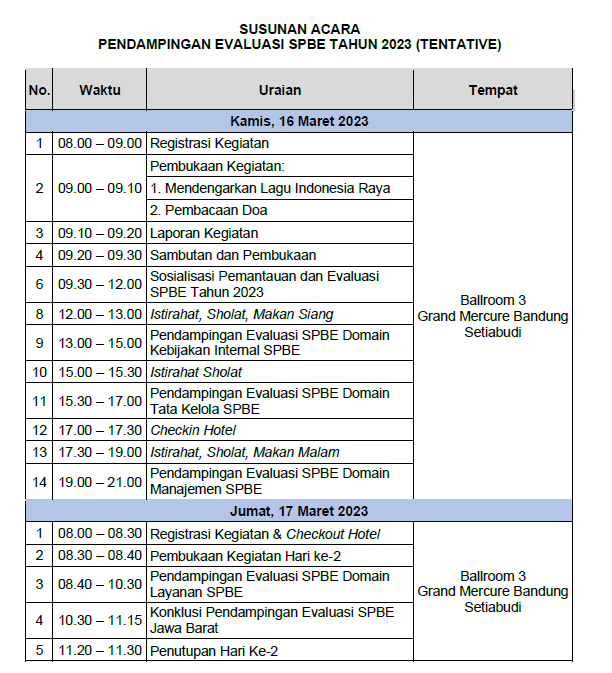 SUSUNAN ACARA
PENDAMPINGAN EVALUASI SPBE TAHUN 2023 (TENTATIVE)
No. Waktu Uraian Tempat
Kamis, 16 Maret 2023
1 08.00 – 09.00 Registrasi Kegiatan
2 09.00 – 09.10 Pembukaan Kegiatan:
1. Mendengarkan Lagu Indonesia Raya
2. Pembacaan Doa
3 09.10 – 09.20 Laporan Kegiatan
4 09.20 – 09.30 Sambutan dan Pembukaan
6 09.30 – 12.00 Sosialisasi Pemantauan dan Evaluasi
SPBE Tahun 2023
8 12.00 – 13.00 Istirahat, Sholat, Makan Siang
9 13.00 – 15.00 Pendampingan Evaluasi SPBE Domain
Kebijakan Internal SPBE
10 15.00 – 15.30 Istirahat Sholat
11 15.30 – 17.00 Pendampingan Evaluasi SPBE Domain
Tata Kelola SPBE
12 17.00 – 17.30 Checkin Hotel
13 17.30 – 19.00 Istirahat, Sholat, Makan Malam
14 19.00 – 21.00 Pendampingan Evaluasi SPBE Domain
Manajemen SPBE
Ballroom 3
Grand Mercure Bandung
Setiabudi
Jumat, 17 Maret 2023
1 08.00 – 08.30 Registrasi Kegiatan & Checkout Hotel
2 08.30 – 08.40 Pembukaan Kegiatan Hari ke-2
3 08.40 – 10.30 Pendampingan Evaluasi SPBE Domain
Layanan SPBE
4 10.30 – 11.15 Konklusi Pendampingan Evaluasi SPBE
Jawa Barat
5 11.20 – 11.30 Penutupan Hari Ke-2
Ballroom 3
Grand Mercure Bandung
Setiabudi